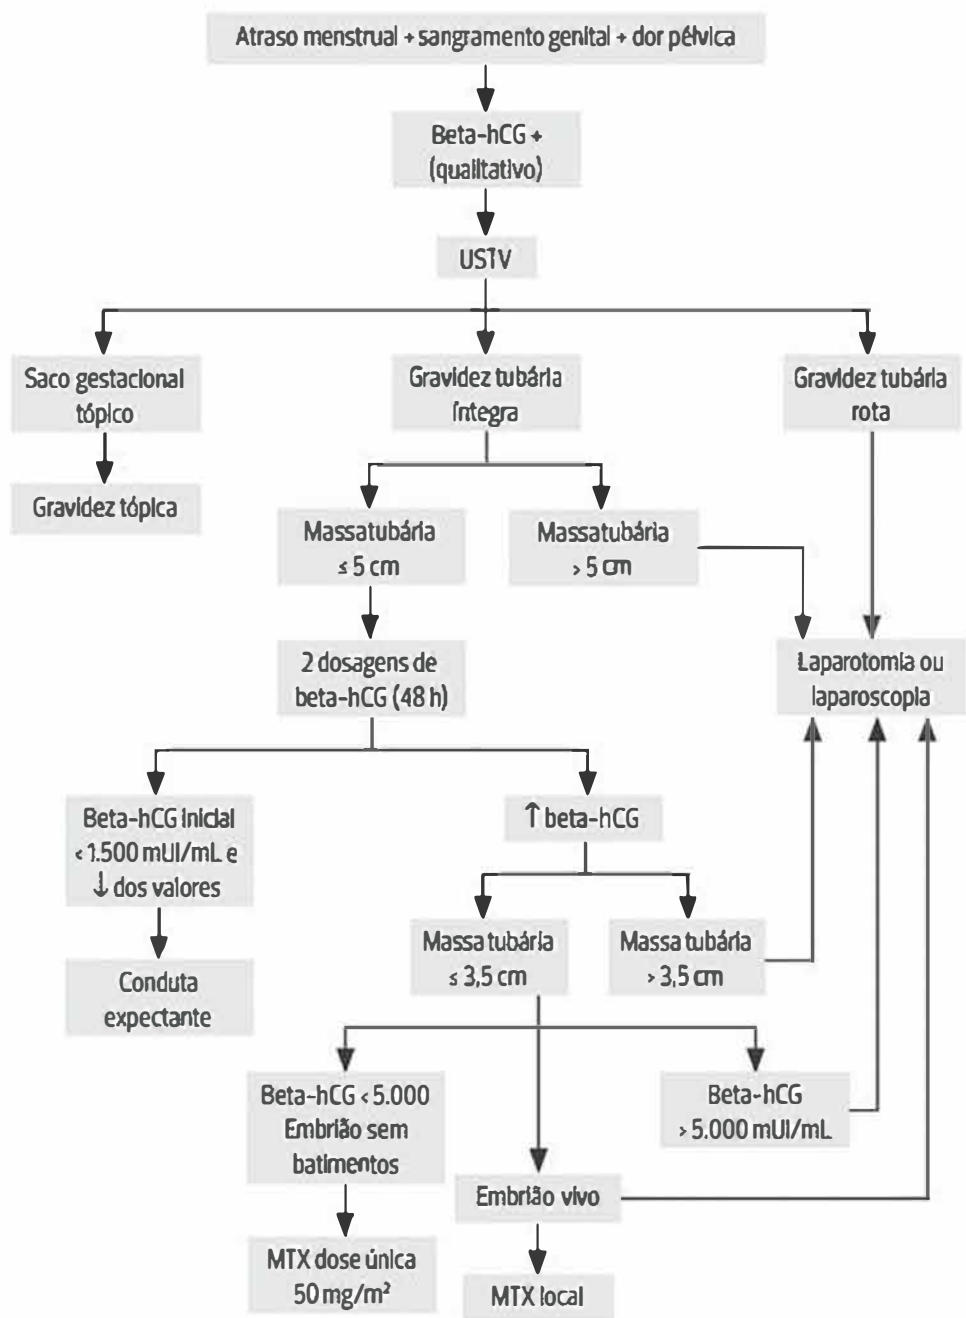 Atraso menstrual + sangramento genital + dor pélvica
Beta-hCG +
(qualitativo)
USTV
Saco gestacional
tópico
Gravidez tubária
íntegra
Gravidez tubária
rota
Gravidez tópica
Massa tubária
≤ 5 cm
Massa tubária
> 5 cm
2 dosagens de
beta-hCG (48 h)
Laparotomia ou
laparoscopia
Beta-hCG inicial
< 1.500 mUI/mL e
↓ dos valores
↑ beta-hCG
Conduta
expectante
Massa tubária
≤ 3,5 cm
Massa tubária
> 3,5 cm
Beta-hCG < 5.000
Embrião sem
batimentos
Beta-hCG
> 5.000 mUI/mL
Embrião vivo
MTX dose única
50 mg/m²
MTX local